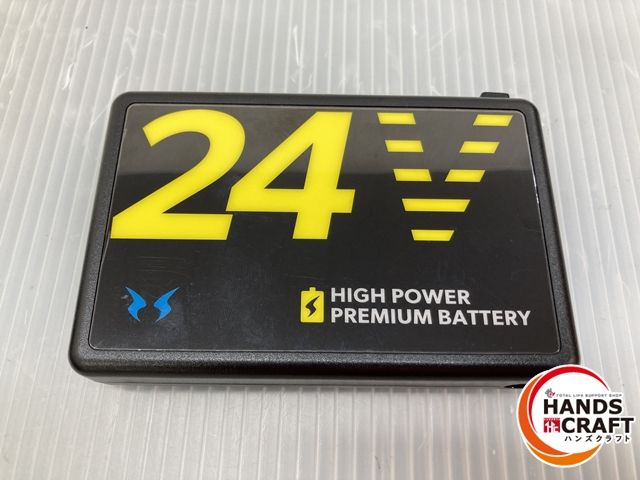 24V
HIGH POWER
PREMIUM BATTERY
TOTAL LIFE SUPPORT SHOP
HANDS
CRAFT
ハンズクラフト